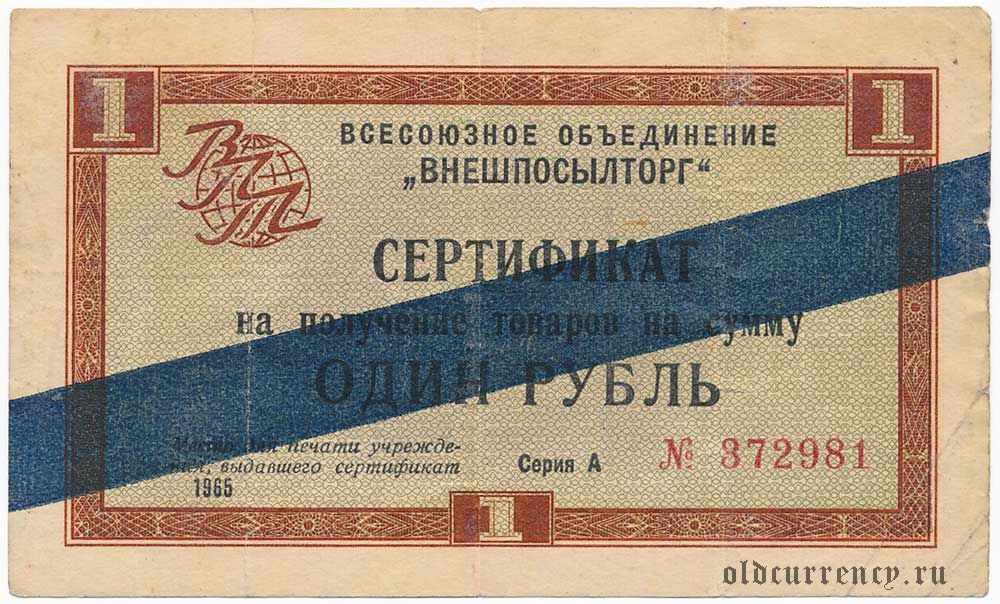 1 1
ВПТ
ВСЕСОЮЗНОЕ ОБЪЕДИНЕНИЕ
„ВНЕШПОСЫЛТОРГ“
СЕРТИФИКАТ
на получение товаров на сумму
ОДИН РУБЛЬ
Место для печати учрежде-
ния, выдавшего сертификат
1965
Серия А № 372981
1
oldcurrency.ru